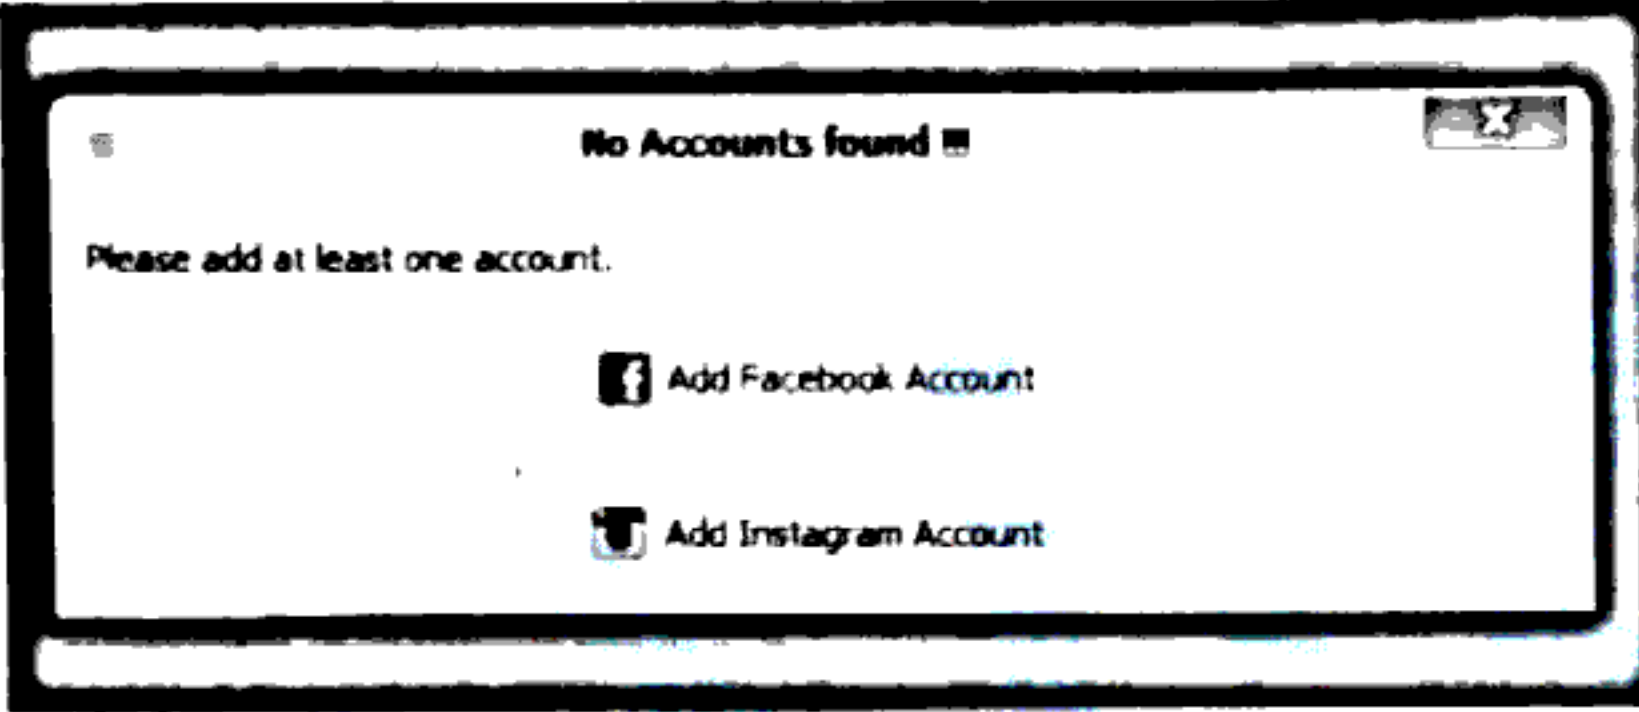 No Accounts found !!!
Please add at least one account.
Add Facebook Account
Add Instagram Account